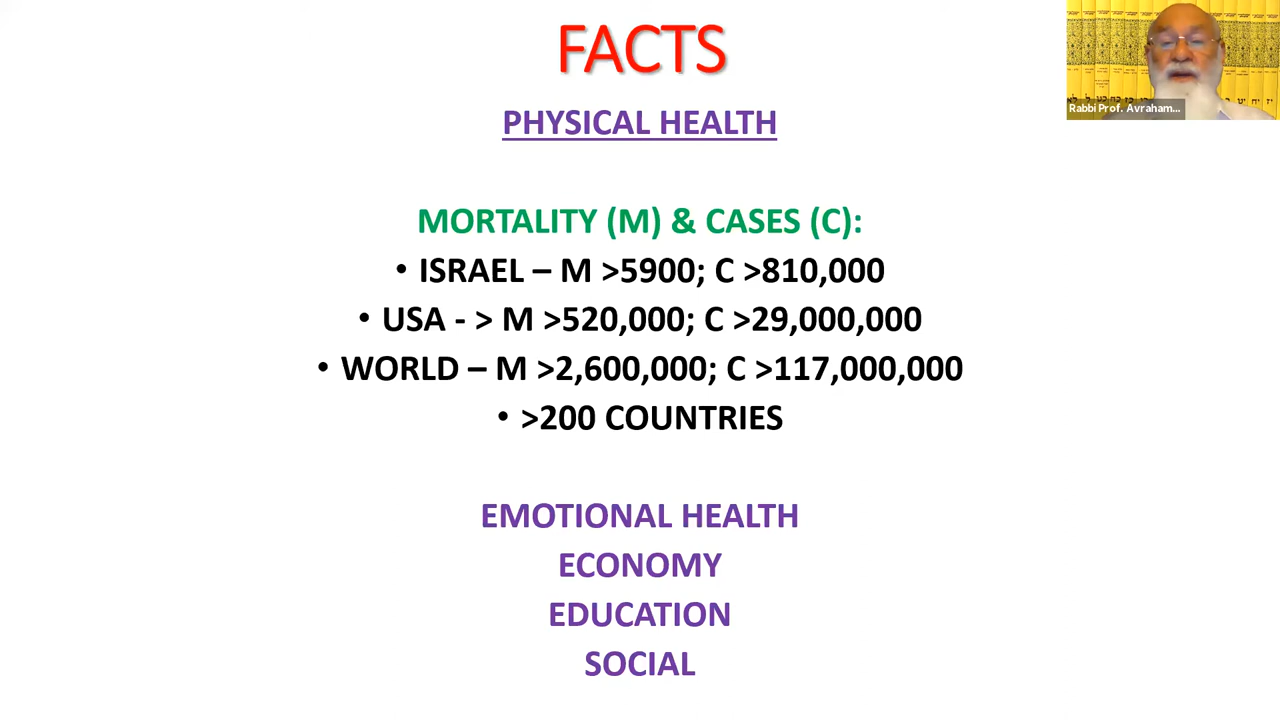 FACTS
Rabbi Prof. Avraham...
PHYSICAL HEALTH
MORTALITY (M) & CASES (C):
• ISRAEL – M >5900; C >810,000
• USA - > M >520,000; C >29,000,000
• WORLD – M >2,600,000; C >117,000,000
• >200 COUNTRIES
EMOTIONAL HEALTH
ECONOMY
EDUCATION
SOCIAL